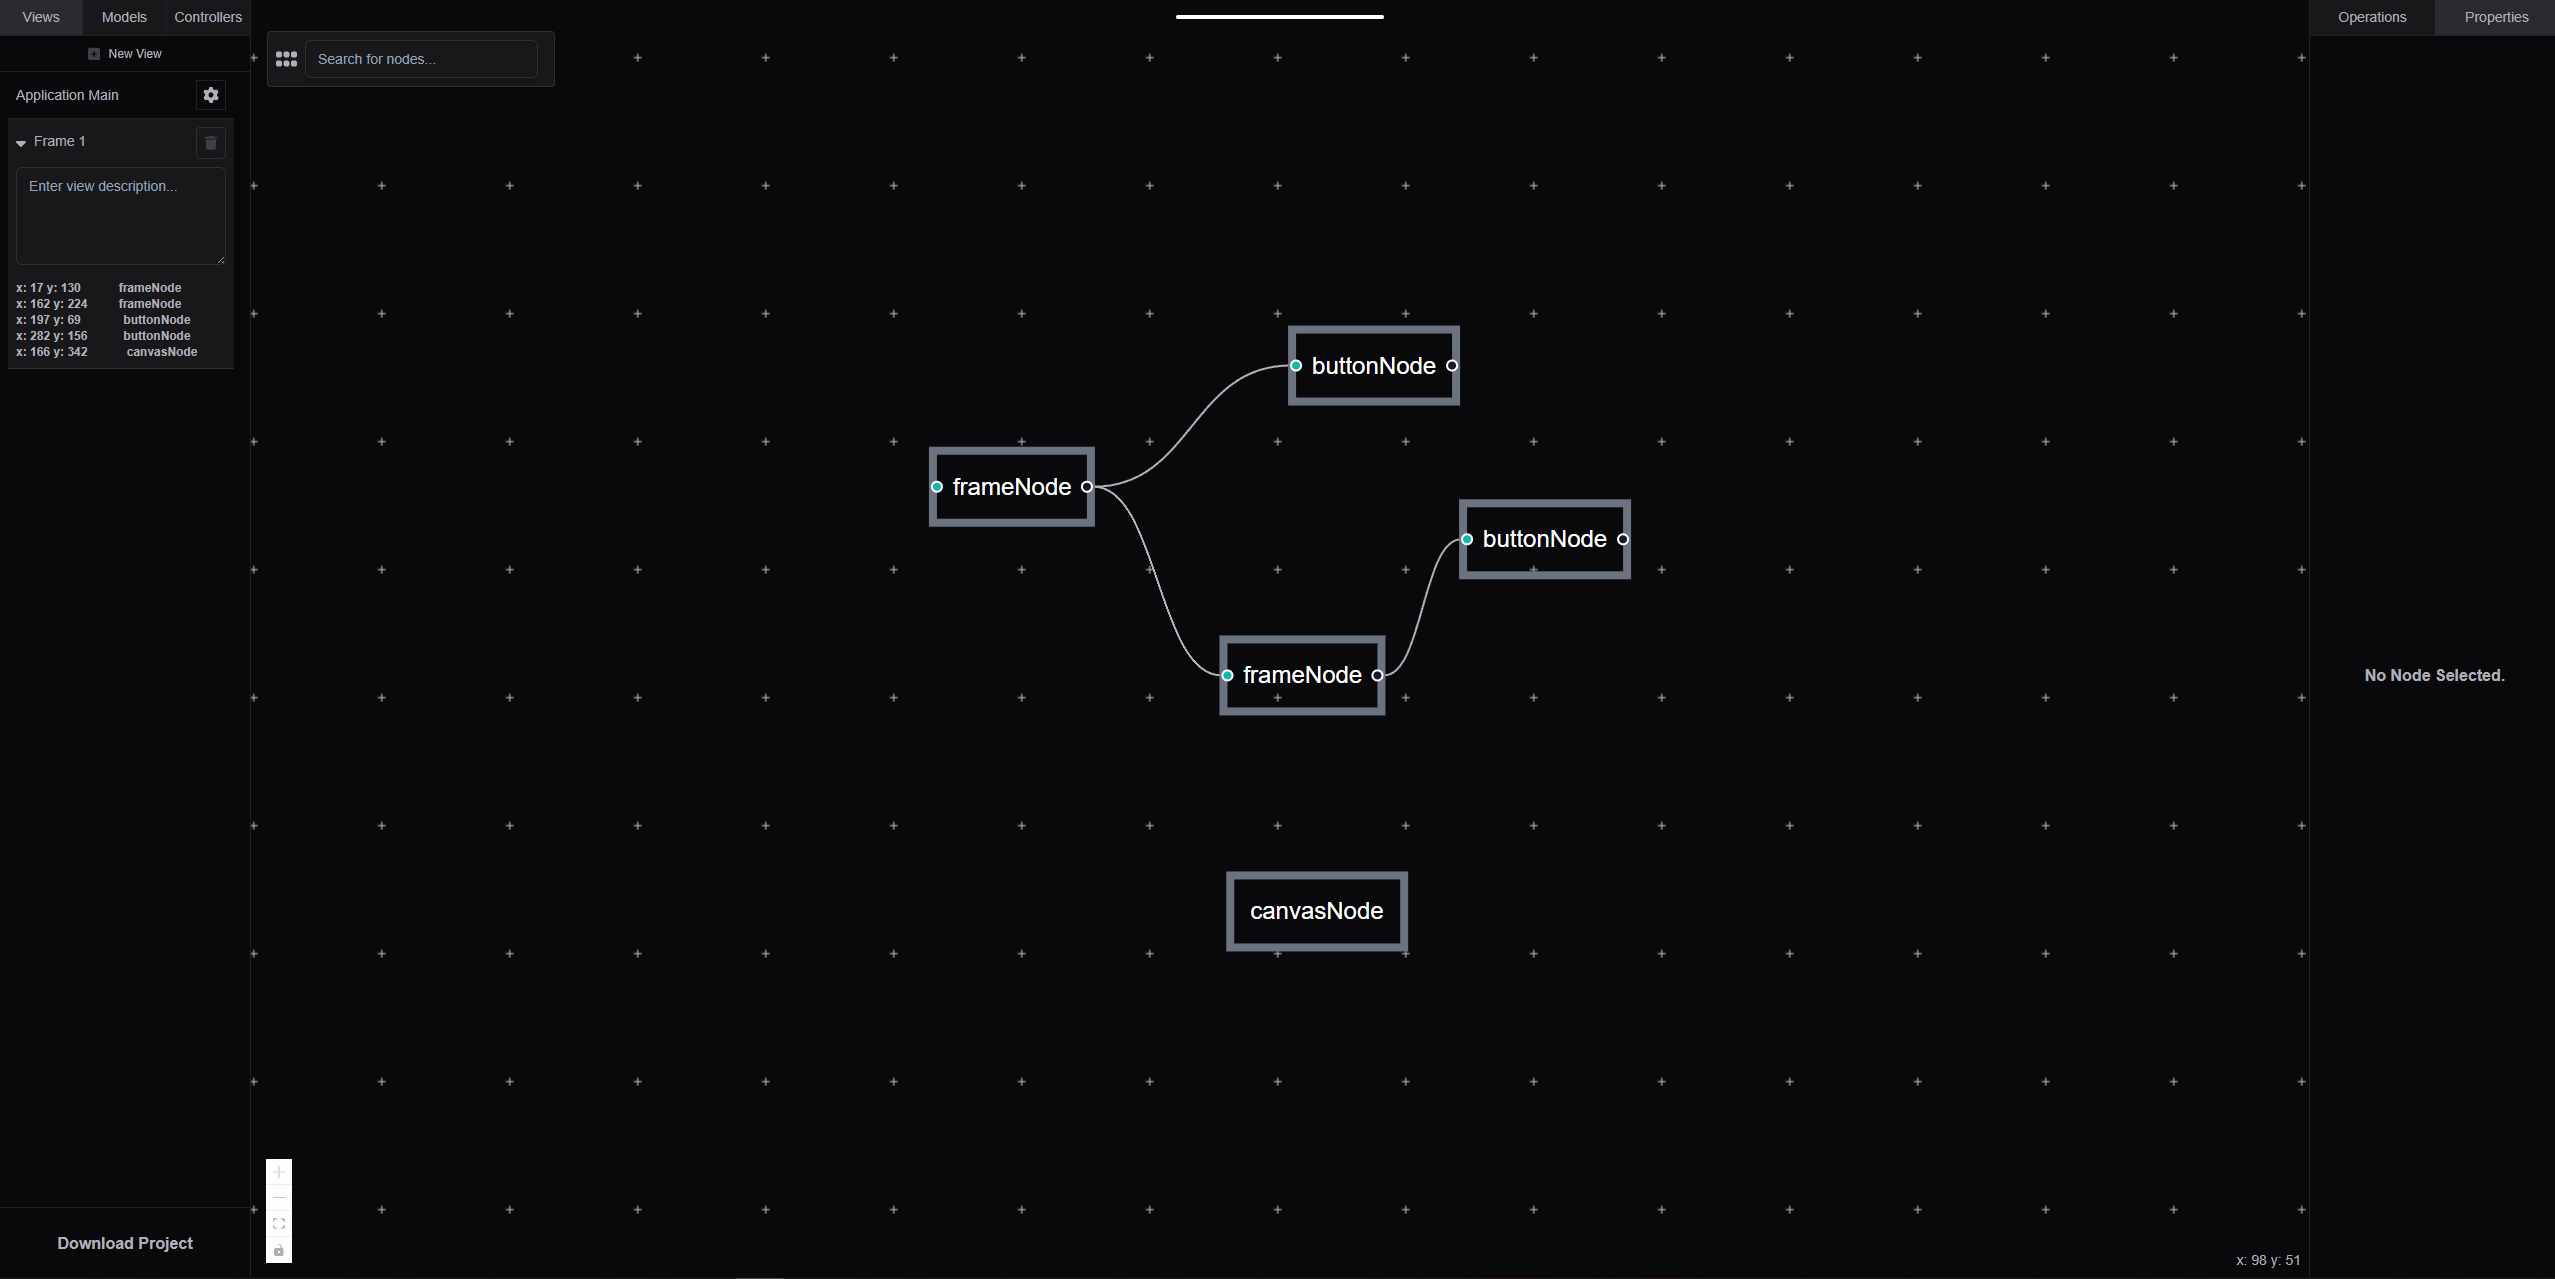 Views Models Controllers
New View
Application Main
Frame 1
Enter view description...
x: 17 y: 130 frameNode
x: 162 y: 224 frameNode
x: 197 y: 69 buttonNode
x: 282 y: 156 buttonNode
x: 166 y: 342 canvasNode
Download Project
Search for nodes...
buttonNode
frameNode
buttonNode
frameNode
canvasNode
x: 98 y: 51
Operations Properties
No Node Selected.